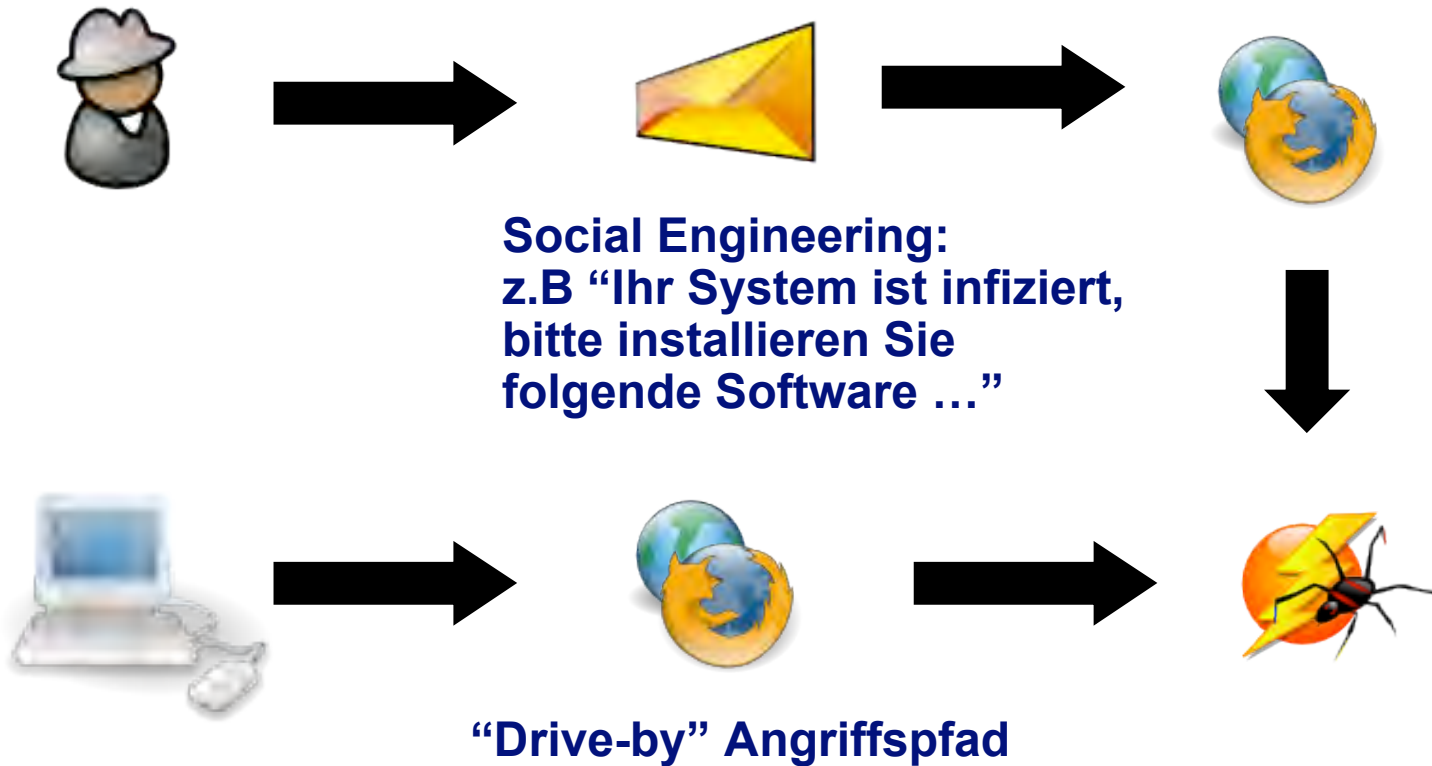 Social Engineering:
z.B “Ihr System ist infiziert,
bitte installieren Sie
folgende Software …”
“Drive-by” Angriffspfad